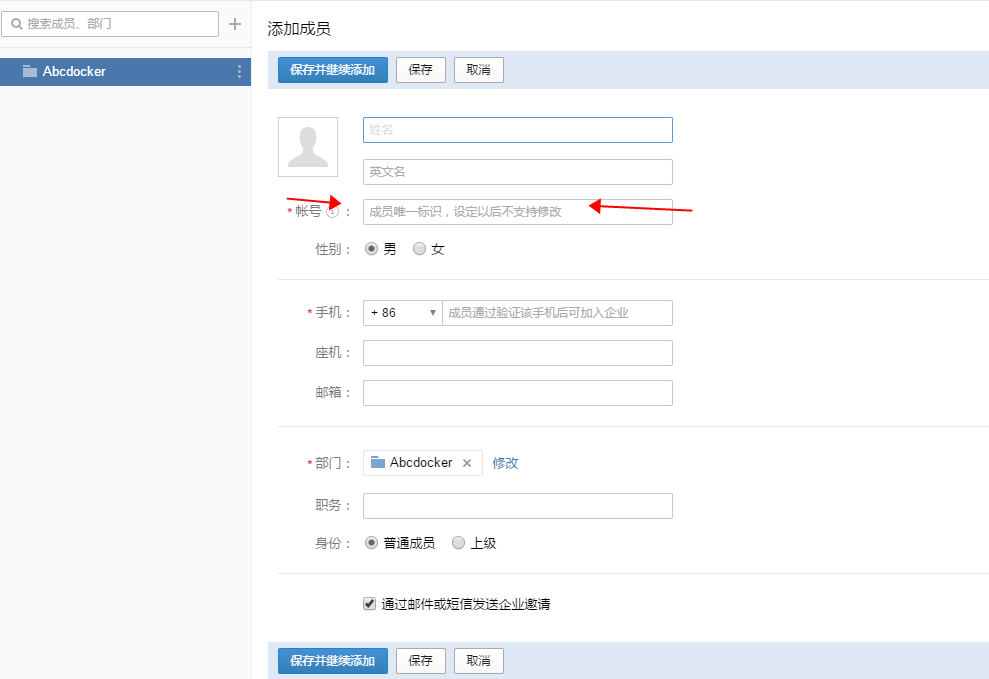 搜索成员、部门
Abcdocker
添加成员
保存并继续添加 保存 取消
姓名
英文名
*帐号 : 成员唯一标识，设定以后不支持修改
性别 : 男 女
*手机 : + 86 成员通过验证该手机后可加入企业
座机 :
邮箱 :
*部门 : Abcdocker × 修改
职务 :
身份 : 普通成员 上级
通过邮件或短信发送企业邀请
保存并继续添加 保存 取消